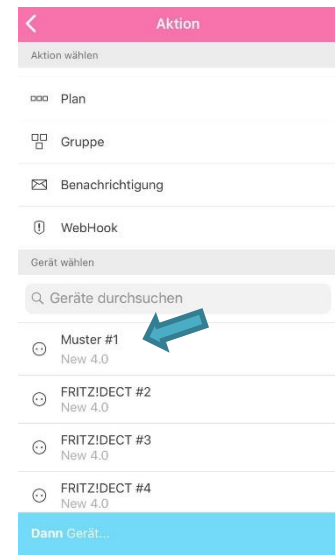 Aktion
Aktion wählen
Plan
Gruppe
Benachrichtigung
WebHook
Gerät wählen
Geräte durchsuchen
Muster #1
New 4.0
FRITZ!DECT #2
New 4.0
FRITZ!DECT #3
New 4.0
FRITZ!DECT #4
New 4.0
Dann Gerät...